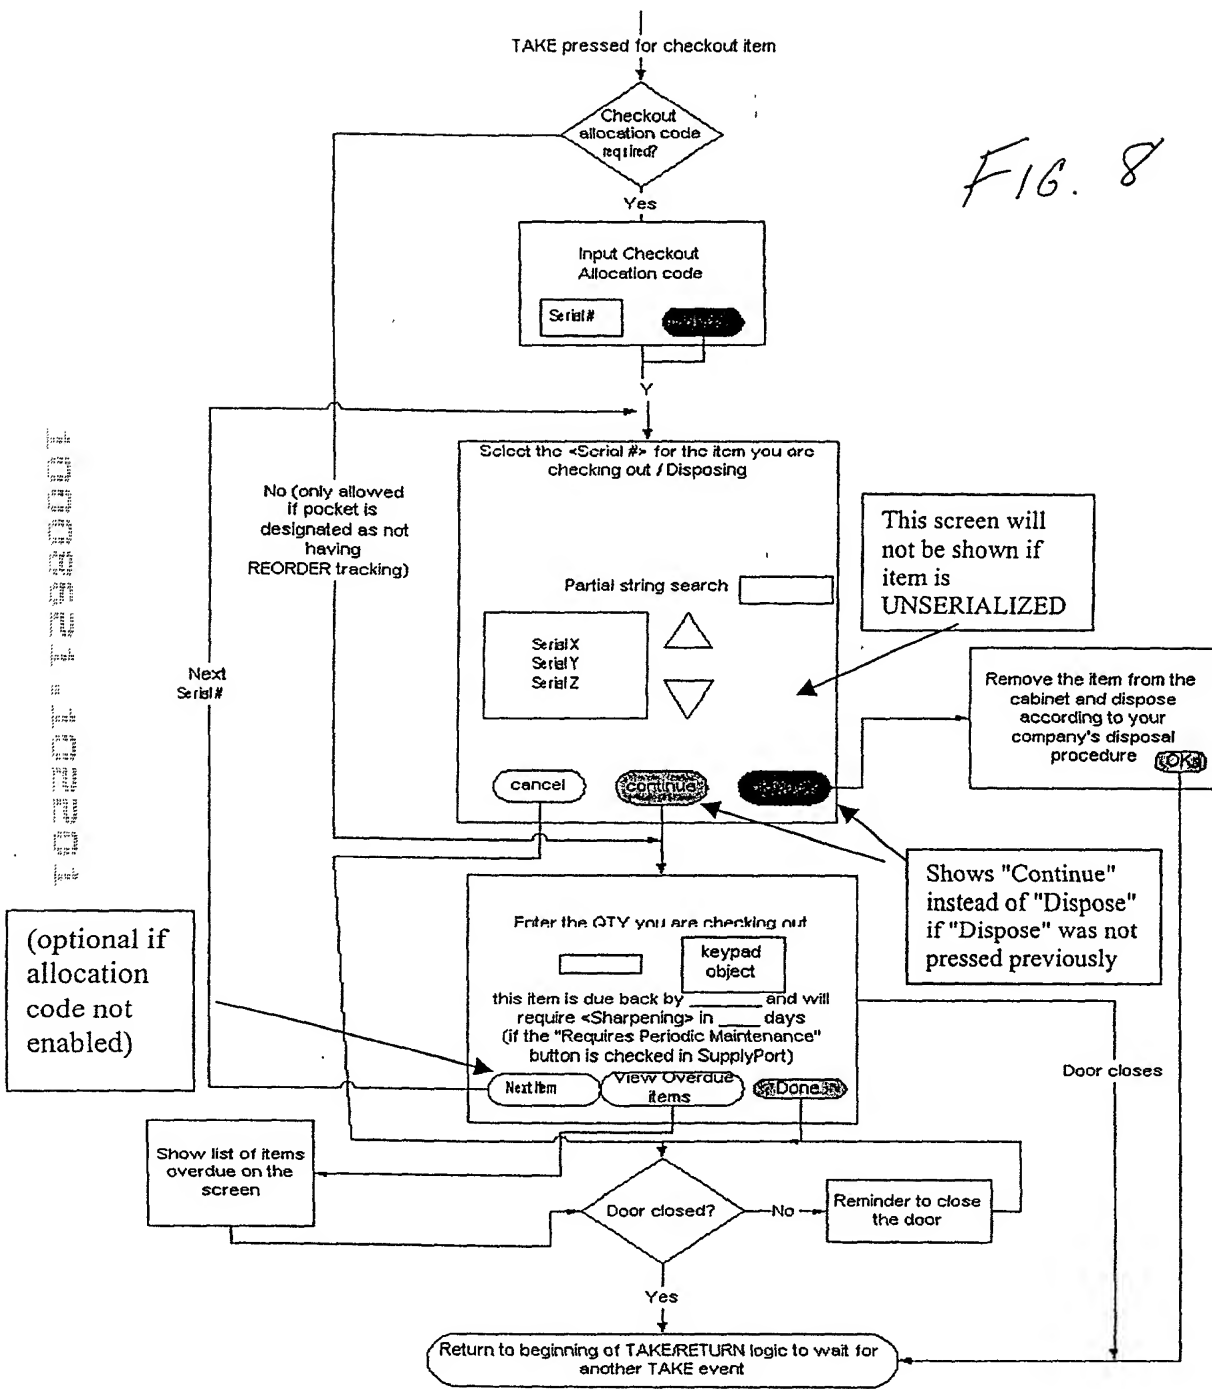 TAKE pressed for checkout item
Checkout
allocation code
required?
FIG. 8
Yes
Input Checkout
Allocation code
Serial #
Y
Select the <Serial #> for the item you are
checking out / Disposing
No (only allowed
if pocket is
designated as not
having
REORDER tracking)
This screen will
not be shown if
item is
UNSERIALIZED
Partial string search
Serial X
Serial Y
Serial Z
Next
Serial #
Remove the item from the
cabinet and dispose
according to your
company's disposal
procedure
OK
cancel
continue
Shows "Continue"
instead of "Dispose"
if "Dispose" was not
pressed previously
(optional if
allocation
code not
enabled)
Enter the QTY you are checking out
keypad
object
this item is due back by ______ and will
require <Sharpening> in ____ days
(if the "Requires Periodic Maintenance"
button is checked in SupplyPort)
Next Item
View Overdue
items
Done
Door closes
Show list of items
overdue on the
screen
Door closed?
No
Reminder to close
the door
Yes
Return to beginning of TAKE/RETURN logic to wait for
another TAKE event
10008621.102201